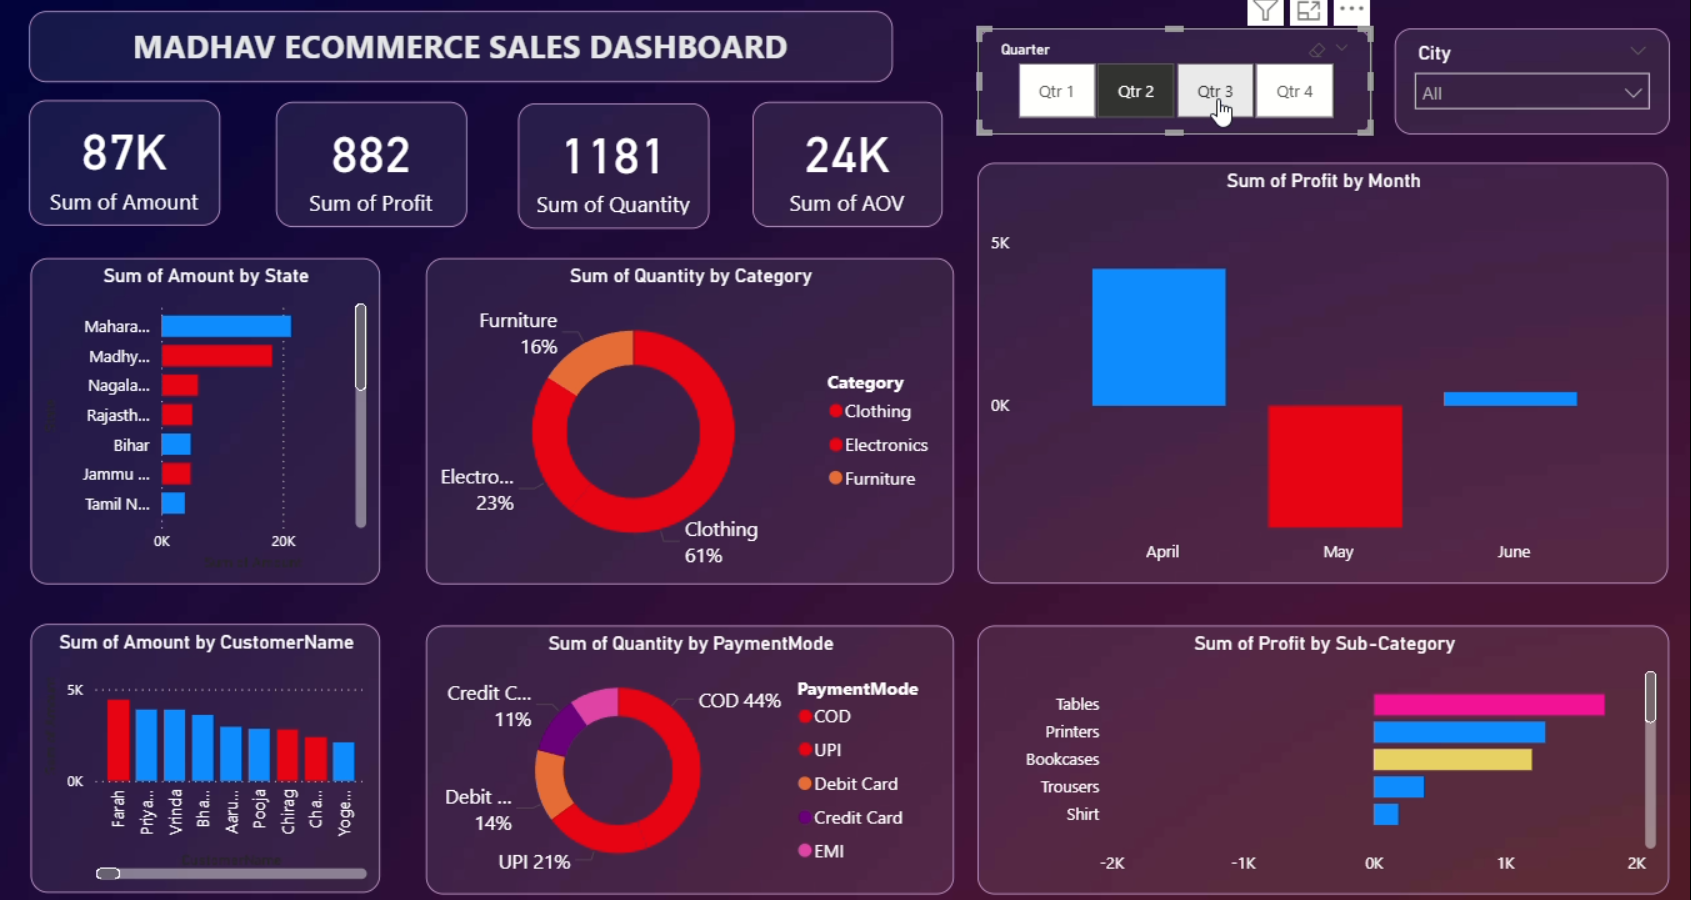 MADHAV ECOMMERCE SALES DASHBOARD
Quarter
Qtr 1
Qtr 2
Qtr 3
Qtr 4
City
All
87K
Sum of Amount
882
Sum of Profit
1181
Sum of Quantity
24K
Sum of AOV
Sum of Amount by State
Mahara...
Madhy...
Nagala...
Rajasth...
Bihar
Jammu ...
Tamil N...
0K
20K
Sum of Quantity by Category
Furniture
16%
Electro...
23%
Clothing
61%
Category
Clothing
Electronics
Furniture
Sum of Profit by Month
5K
0K
April
May
June
Sum of Amount by CustomerName
5K
0K
Farah
Priya...
Vrinda
Bha...
Aaru...
Pooja
Chirag
Cha...
Yoge...
CustomerName
Sum of Quantity by PaymentMode
Credit C...
11%
COD 44%
Debit ...
14%
UPI 21%
PaymentMode
COD
UPI
Debit Card
Credit Card
EMI
Sum of Profit by Sub-Category
Tables
Printers
Bookcases
Trousers
Shirt
-2K
-1K
0K
1K
2K